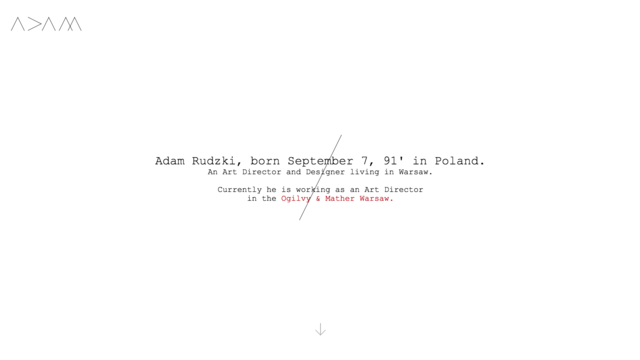 ADAM
Adam Rudzki, born September 7, 91' in Poland.
An Art Director and Designer living in Warsaw.
Currently he is working as an Art Director
in the Ogilvy & Mather Warsaw.